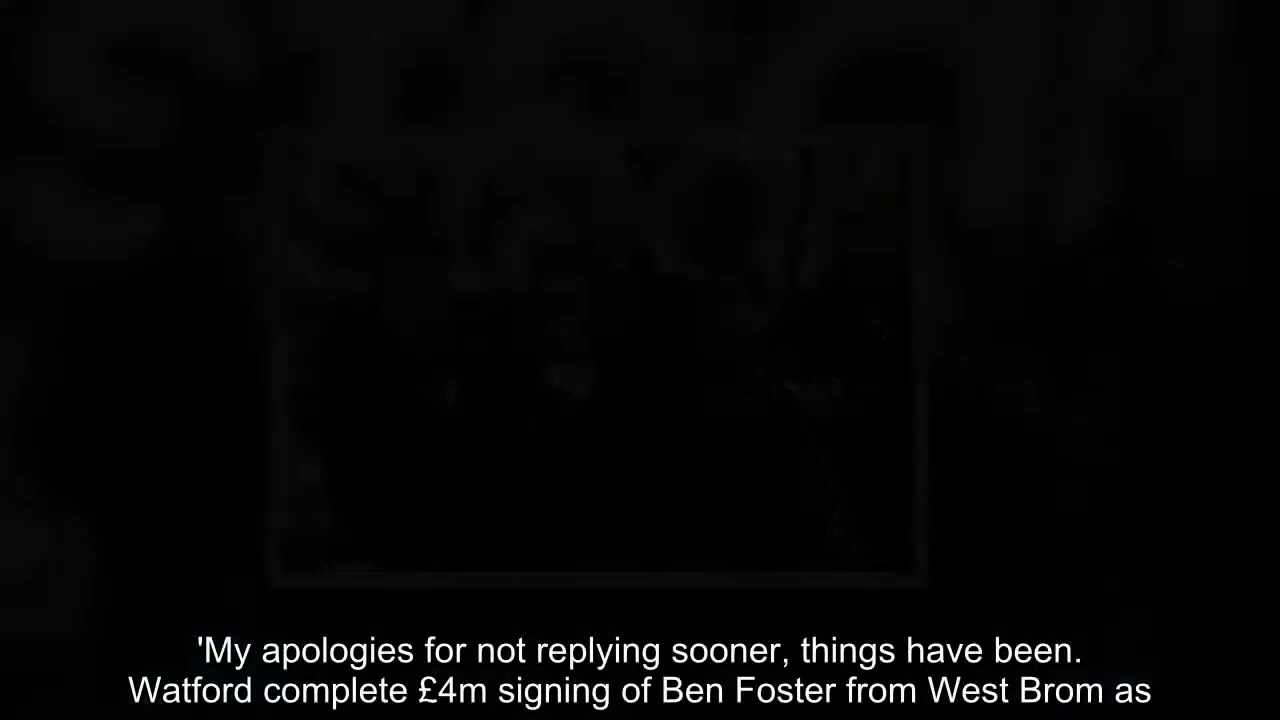 'My apologies for not replying sooner, things have been.
Watford complete £4m signing of Ben Foster from West Brom as